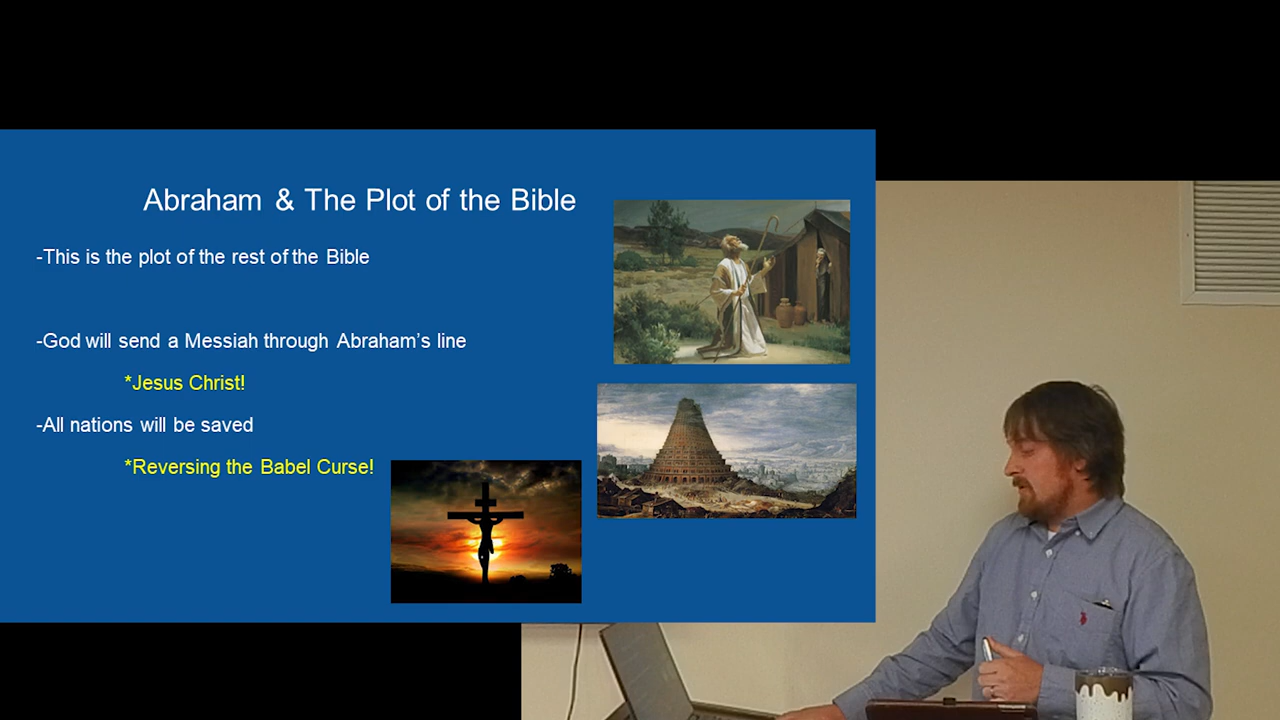 Abraham & The Plot of the Bible
-This is the plot of the rest of the Bible
-God will send a Messiah through Abraham's line
*Jesus Christ!
-All nations will be saved
*Reversing the Babel Curse!